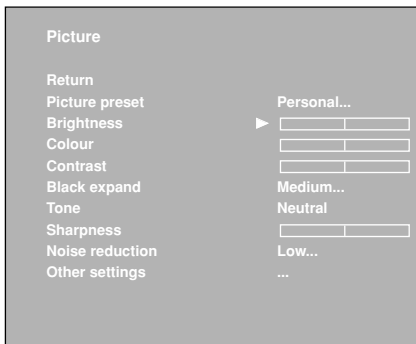 Picture
Return
Picture preset Personal...
Brightness
Colour
Contrast
Black expand Medium...
Tone Neutral
Sharpness
Noise reduction Low...
Other settings ...